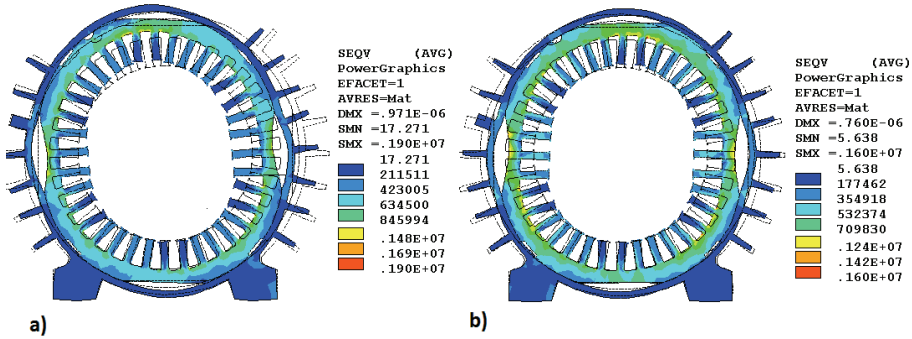 SEQV (AVG)
PowerGraphics
EFACET=1
AVRES=Mat
DMX =.971E-06
SMN =17.271
SMX =.190E+07
17.271
211511
423005
634500
845994
.148E+07
.169E+07
.190E+07
a)
SEQV (AVG)
PowerGraphics
EFACET=1
AVRES=Mat
DMX =.760E-06
SMN =5.638
SMX =.160E+07
5.638
177462
354918
532374
709830
.124E+07
.142E+07
.160E+07
b)